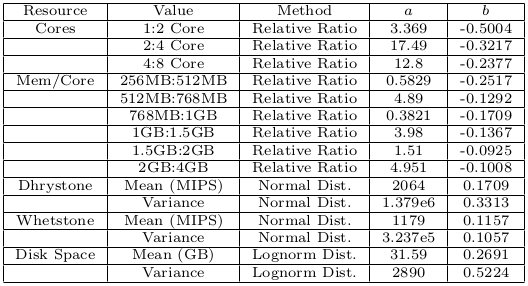 Resource Value Method a b
Cores 1:2 Core Relative Ratio 3.369 -0.5004
2:4 Core Relative Ratio 17.49 -0.3217
4:8 Core Relative Ratio 12.8 -0.2377
Mem/Core 256MB:512MB Relative Ratio 0.5829 -0.2517
512MB:768MB Relative Ratio 4.89 -0.1292
768MB:1GB Relative Ratio 0.3821 -0.1709
1GB:1.5GB Relative Ratio 3.98 -0.1367
1.5GB:2GB Relative Ratio 1.51 -0.0925
2GB:4GB Relative Ratio 4.951 -0.1008
Dhrystone Mean (MIPS) Normal Dist. 2064 0.1709
Variance Normal Dist. 1.379e6 0.3313
Whetstone Mean (MIPS) Normal Dist. 1179 0.1157
Variance Normal Dist. 3.237e5 0.1057
Disk Space Mean (GB) Lognorm Dist. 31.59 0.2691
Variance Lognorm Dist. 2890 0.5224